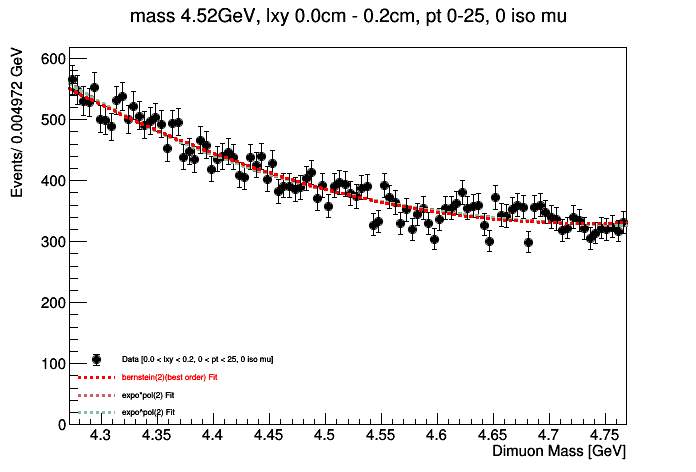 mass 4.52GeV, lxy 0.0cm - 0.2cm, pt 0-25, 0 iso mu
Events/ 0.004972 GeV
600
500
400
300
200
100
0
Data [0.0 < lxy < 0.2, 0 < pt < 25, 0 iso mu]
bernstein(2)(best order) Fit
expo*pol(2) Fit
expo^pol(2) Fit
4.3 4.35 4.4 4.45 4.5 4.55 4.6 4.65 4.7 4.75
Dimuon Mass [GeV]